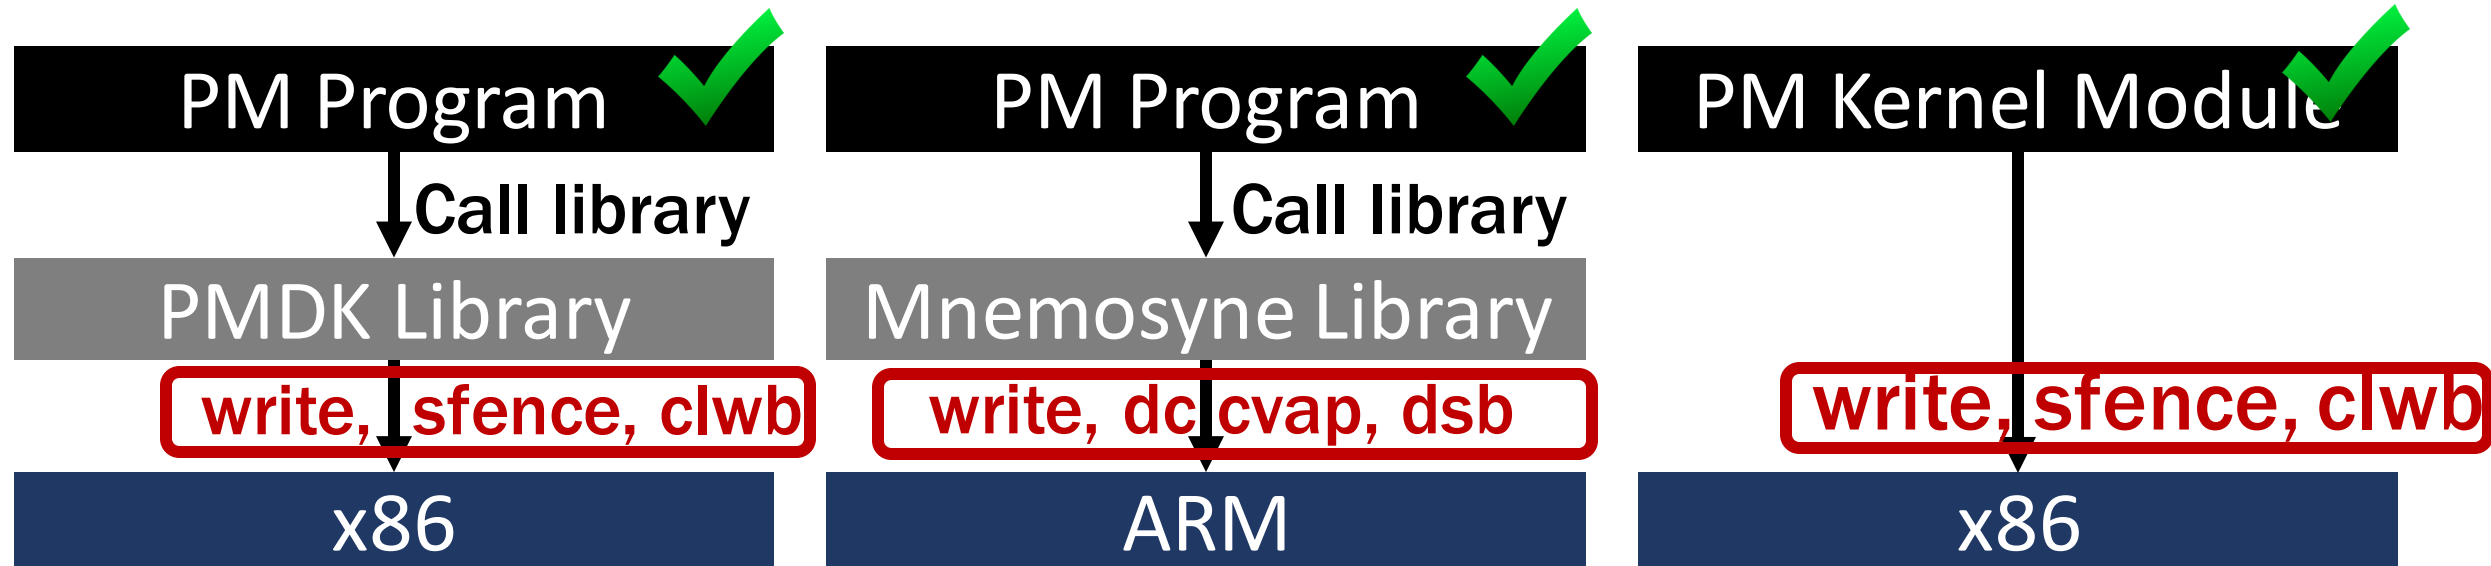 PM Program
Call library
PMDK Library
write, sfence, clwb
x86
PM Program
Call library
Mnemosyne Library
write, dc cvap, dsb
ARM
PM Kernel Module
write, sfence, clwb
x86